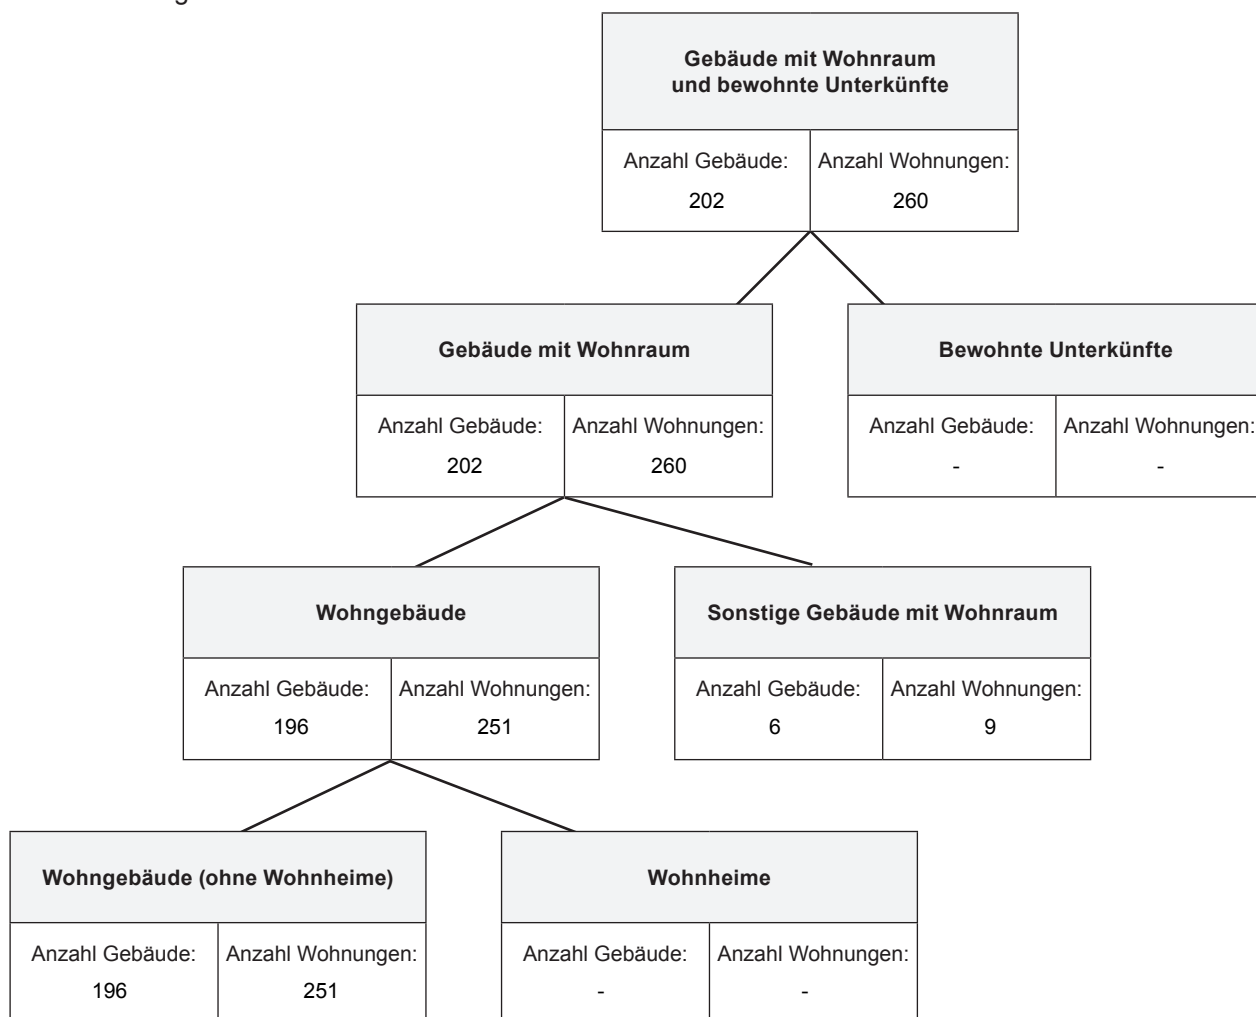 Gebäude mit Wohnraum
und bewohnte Unterkünfte
Anzahl Gebäude: Anzahl Wohnungen:
202 260
Gebäude mit Wohnraum Bewohnte Unterkünfte
Anzahl Gebäude: Anzahl Wohnungen: Anzahl Gebäude: Anzahl Wohnungen:
202 260 - -
Wohngebäude Sonstige Gebäude mit Wohnraum
Anzahl Gebäude: Anzahl Wohnungen: Anzahl Gebäude: Anzahl Wohnungen:
196 251 6 9
Wohngebäude (ohne Wohnheime) Wohnheime
Anzahl Gebäude: Anzahl Wohnungen: Anzahl Gebäude: Anzahl Wohnungen:
196 251 - -